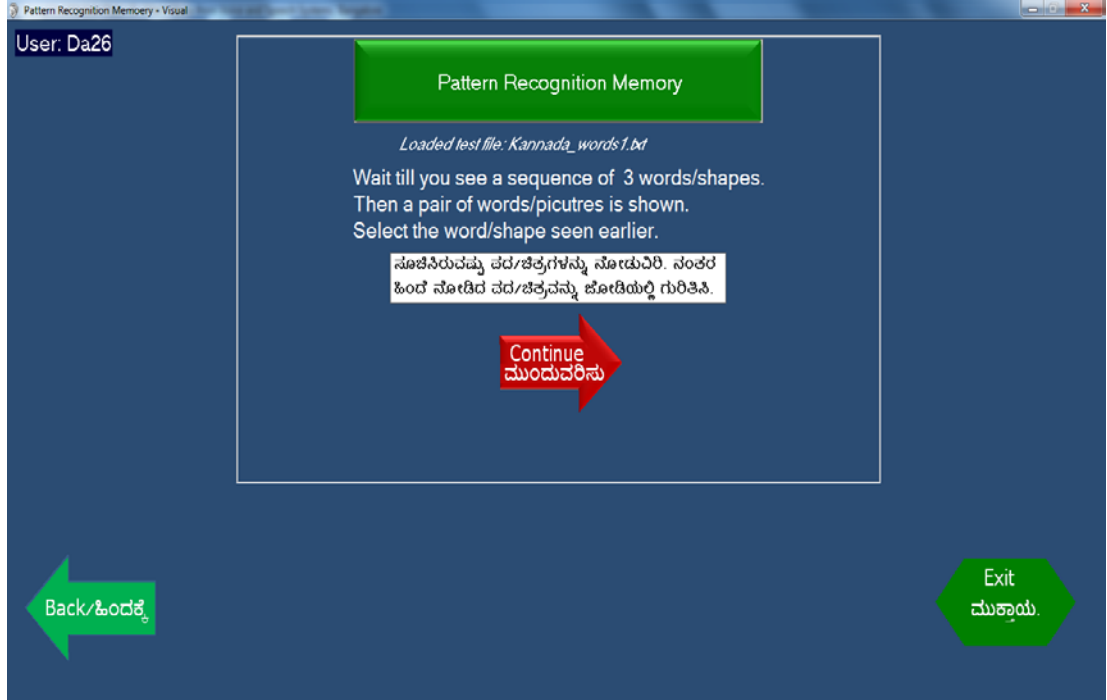 Pattern Recognition Memoery - Visual
User: Da26
Pattern Recognition Memory
Loaded test file: Kannada_words1.txt
Wait till you see a sequence of 3 words/shapes.
Then a pair of words/picutres is shown.
Select the word/shape seen earlier.
ಸೂಚಿಸಿರುವಷ್ಟು ಪದ/ಚಿತ್ರಗಳನ್ನು ನೋಡುವಿರಿ. ನಂತರ
ಹಿಂದೆ ನೋಡಿದ ಪದ/ಚಿತ್ರವನ್ನು ಜೋಡಿಯಲ್ಲಿ ಗುರಿತಿಸಿ.
Continue
ಮುಂದುವರಿಸು
Back/ಹಿಂದಕ್ಕೆ
Exit
ಮುಕ್ತಾಯ.